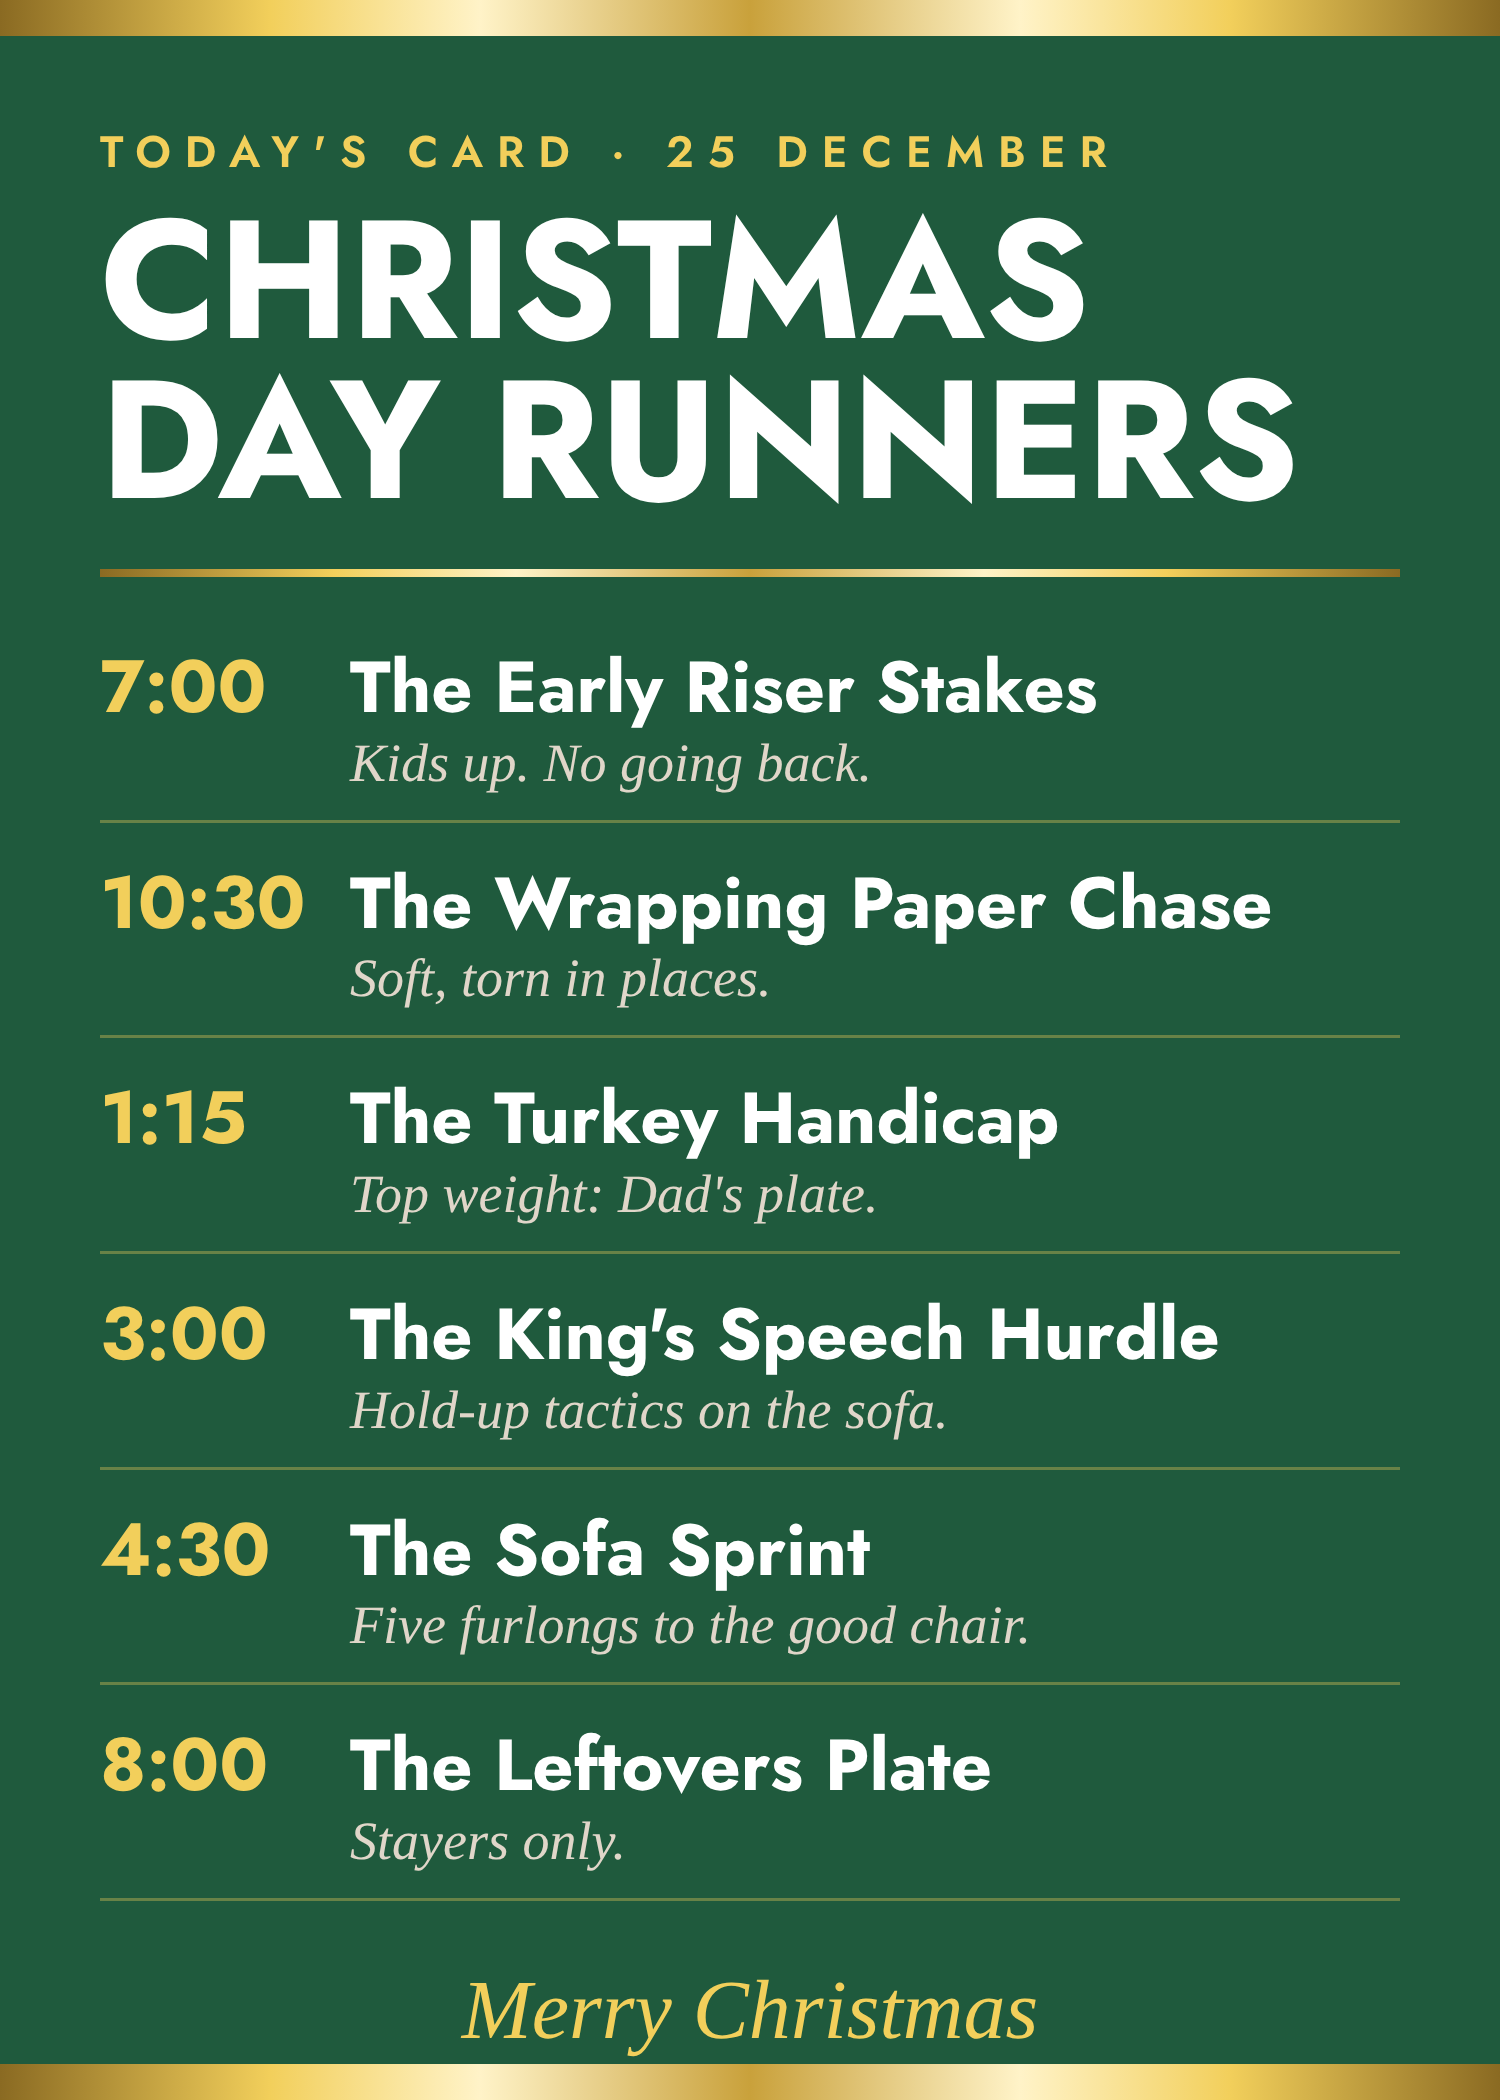 TODAY'S CARD · 25 DECEMBER
CHRISTMAS
DAY RUNNERS
7:00 The Early Riser Stakes
Kids up. No going back.
10:30 The Wrapping Paper Chase
Soft, torn in places.
1:15 The Turkey Handicap
Top weight: Dad's plate.
3:00 The King's Speech Hurdle
Hold-up tactics on the sofa.
4:30 The Sofa Sprint
Five furlongs to the good chair.
8:00 The Leftovers Plate
Stayers only.
Merry Christmas